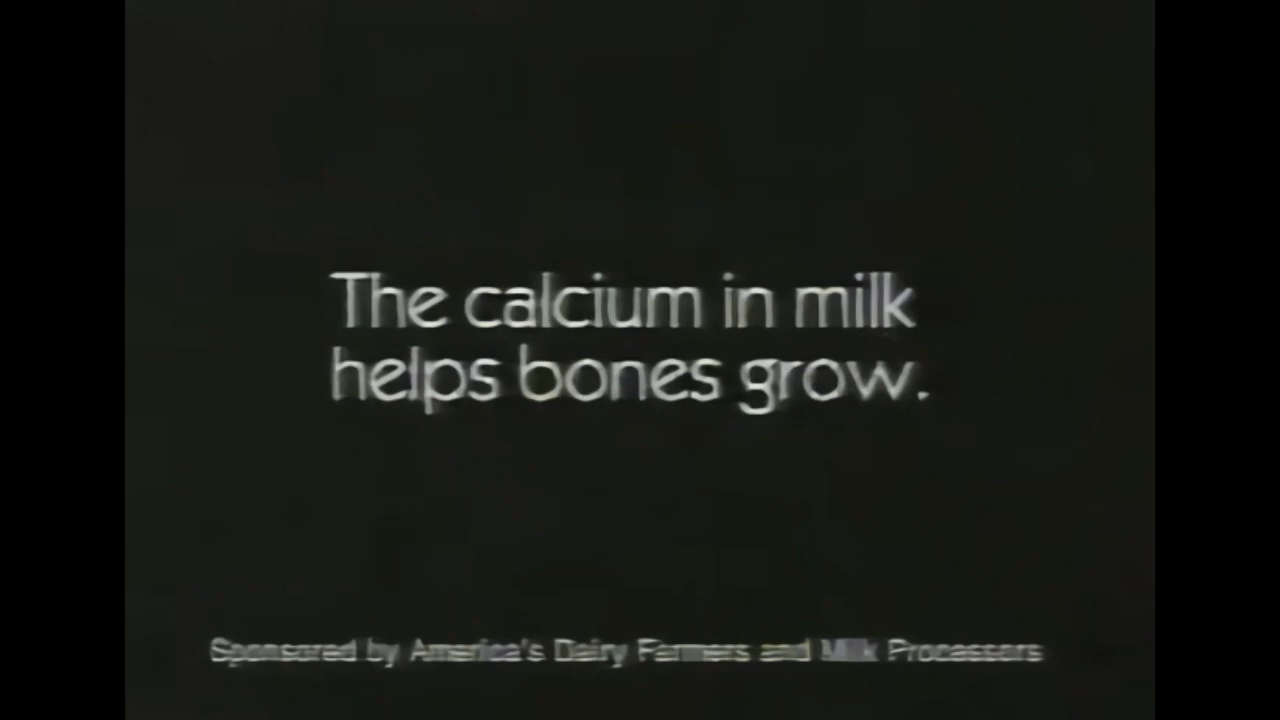 The calcium in milk
helps bones grow.
Sponsored by America's Dairy Farmers and Milk Processors